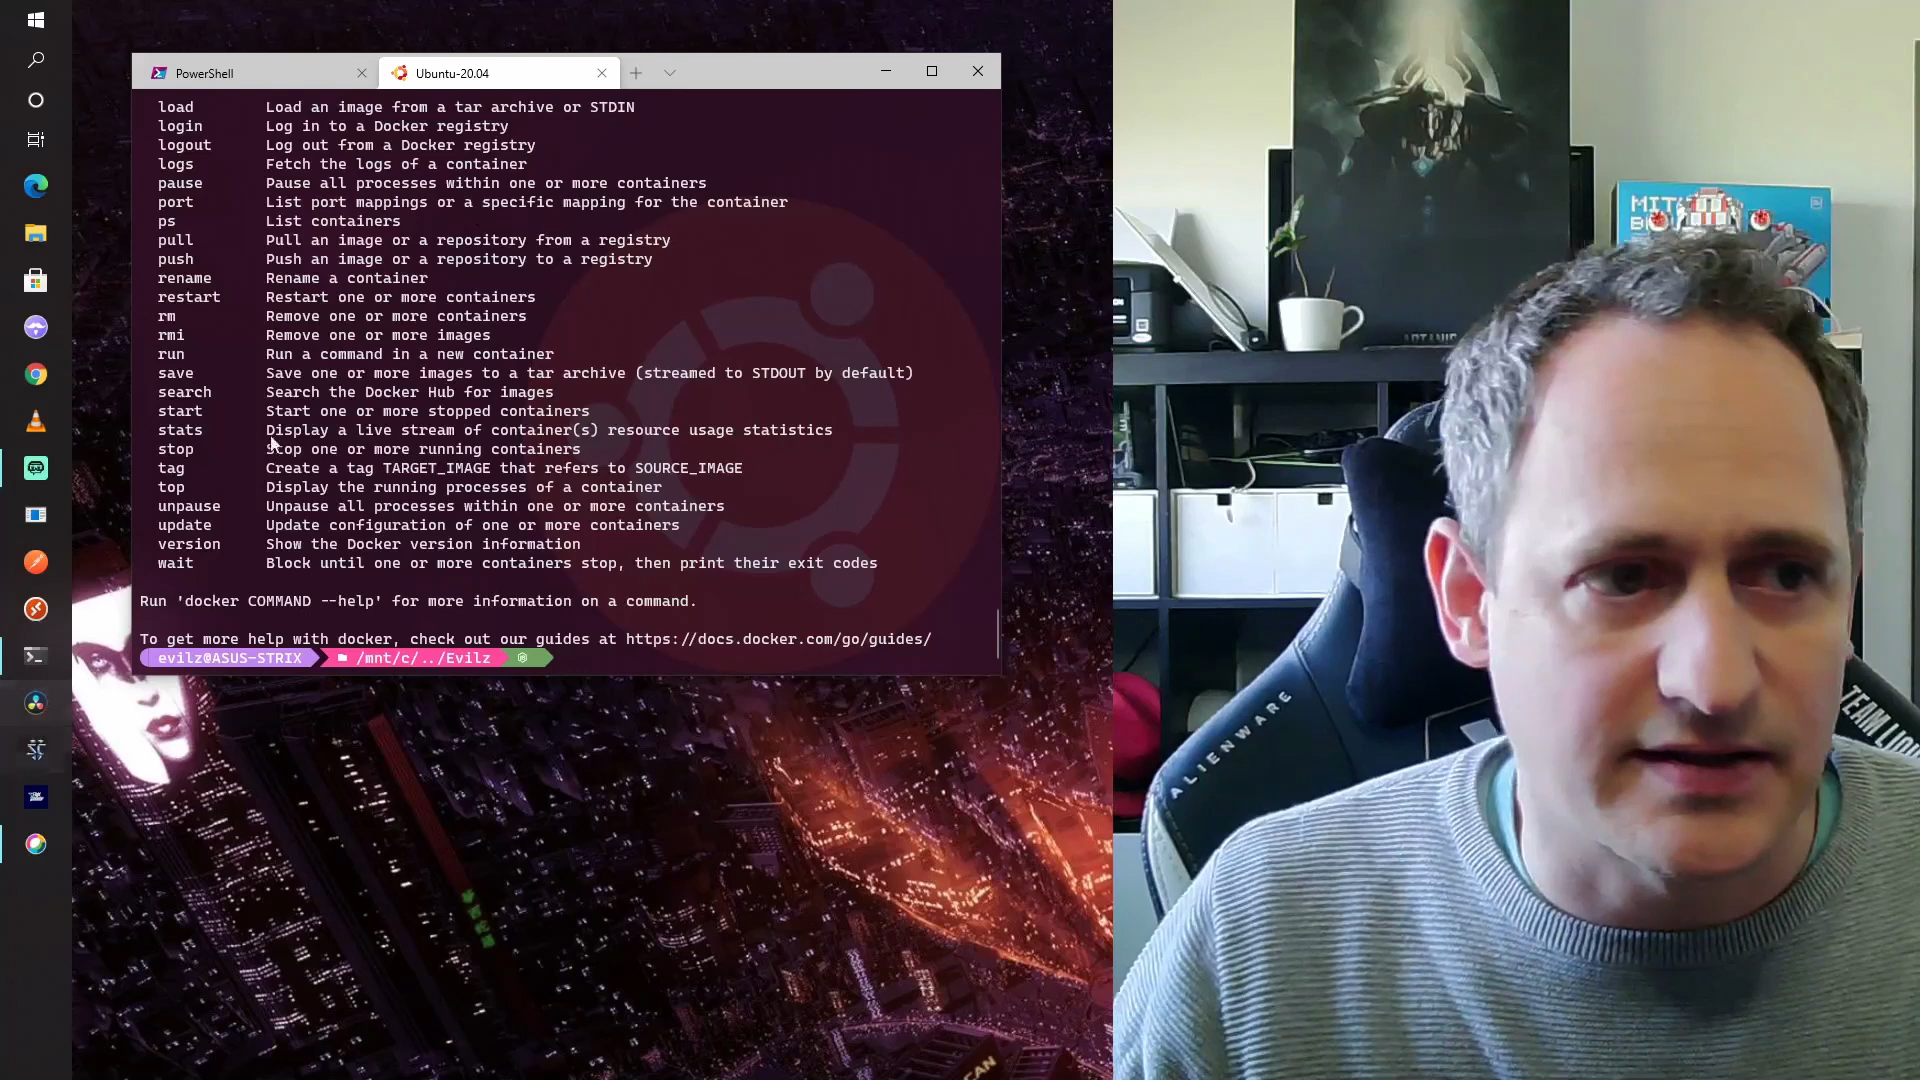 PowerShell
Ubuntu-20.04
load Load an image from a tar archive or STDIN
login Log in to a Docker registry
logout Log out from a Docker registry
logs Fetch the logs of a container
pause Pause all processes within one or more containers
port List port mappings or a specific mapping for the container
ps List containers
pull Pull an image or a repository from a registry
push Push an image or a repository to a registry
rename Rename a container
restart Restart one or more containers
rm Remove one or more containers
rmi Remove one or more images
run Run a command in a new container
save Save one or more images to a tar archive (streamed to STDOUT by default)
search Search the Docker Hub for images
start Start one or more stopped containers
stats Display a live stream of container(s) resource usage statistics
stop Stop one or more running containers
tag Create a tag TARGET_IMAGE that refers to SOURCE_IMAGE
top Display the running processes of a container
unpause Unpause all processes within one or more containers
update Update configuration of one or more containers
version Show the Docker version information
wait Block until one or more containers stop, then print their exit codes
Run 'docker COMMAND --help' for more information on a command.
To get more help with docker, check out our guides at https://docs.docker.com/go/guides/
evilz@ASUS-STRIX /mnt/c/../Evilz
ALIENWARE